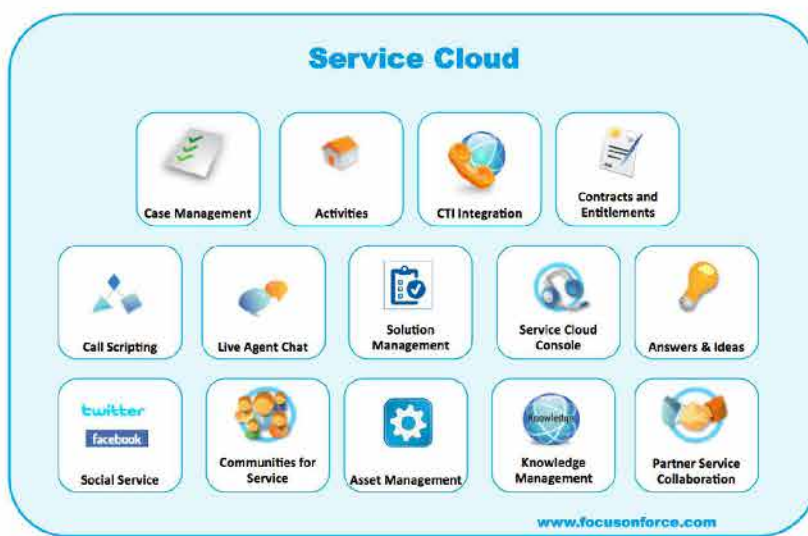 Service Cloud
Case Management
Activities
CTI Integration
Contracts and
Entitlements
Call Scripting
Live Agent Chat
Solution
Management
Service Cloud
Console
Answers & Ideas
twitter
facebook
Social Service
Communities for
Service
Asset Management
Knowledge
Knowledge
Management
Partner Service
Collaboration
www.focusonforce.com